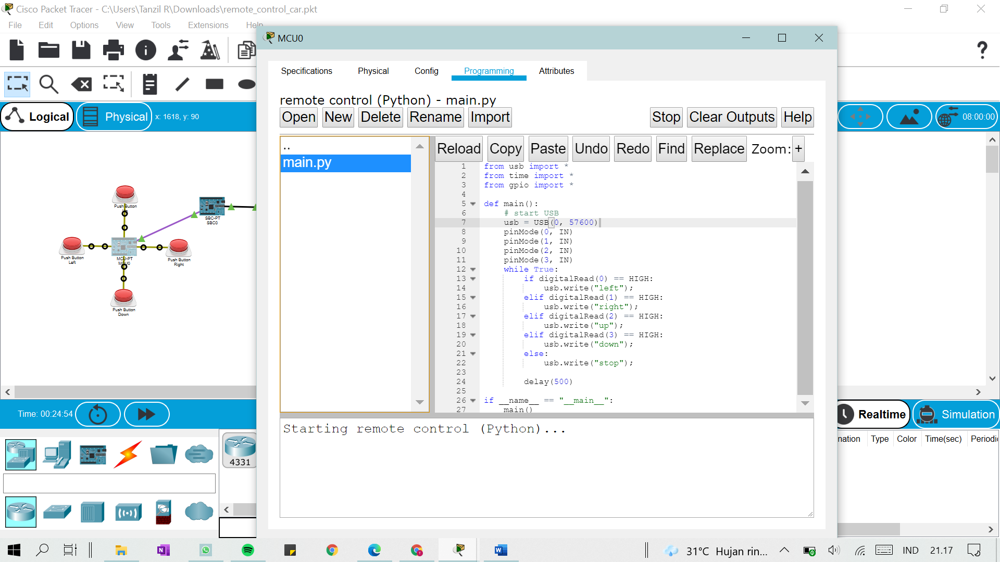 Cisco Packet Tracer - C:\Users\Tanzil R\Downloads\remote_control_car.pkt
File Edit Options View Tools Extensions Help
MCU0
Specifications Physical Config Programming Attributes
remote control (Python) - main.py
Open New Delete Rename Import Stop Clear Outputs Help
Logical Physical x: 1618, y: 90
08:00:00
..
main.py
Reload Copy Paste Undo Redo Find Replace Zoom: +
1 from usb import *
2 from time import *
3 from gpio import *
4
5 def main():
6 # start USB
7 usb = USB(0, 57600)
8 pinMode(0, IN)
9 pinMode(1, IN)
10 pinMode(2, IN)
11 pinMode(3, IN)
12 while True:
13 if digitalRead(0) == HIGH:
14 usb.write("left");
15 elif digitalRead(1) == HIGH:
16 usb.write("right");
17 elif digitalRead(2) == HIGH:
18 usb.write("up");
19 elif digitalRead(3) == HIGH:
20 usb.write("down");
21 else:
22 usb.write("stop");
23
24 delay(500)
25
26 if __name__ == "__main__":
27 main()
Push Button
SBC-PT
SBC0
Push Button
Left
MCU-PT
MCU0
Push Button
Right
Push Button
Down
Time: 00:24:54
Realtime Simulation
Starting remote control (Python)...
4331
nation Type Color Time(sec) Periodic
31°C Hujan rin... IND 21.17